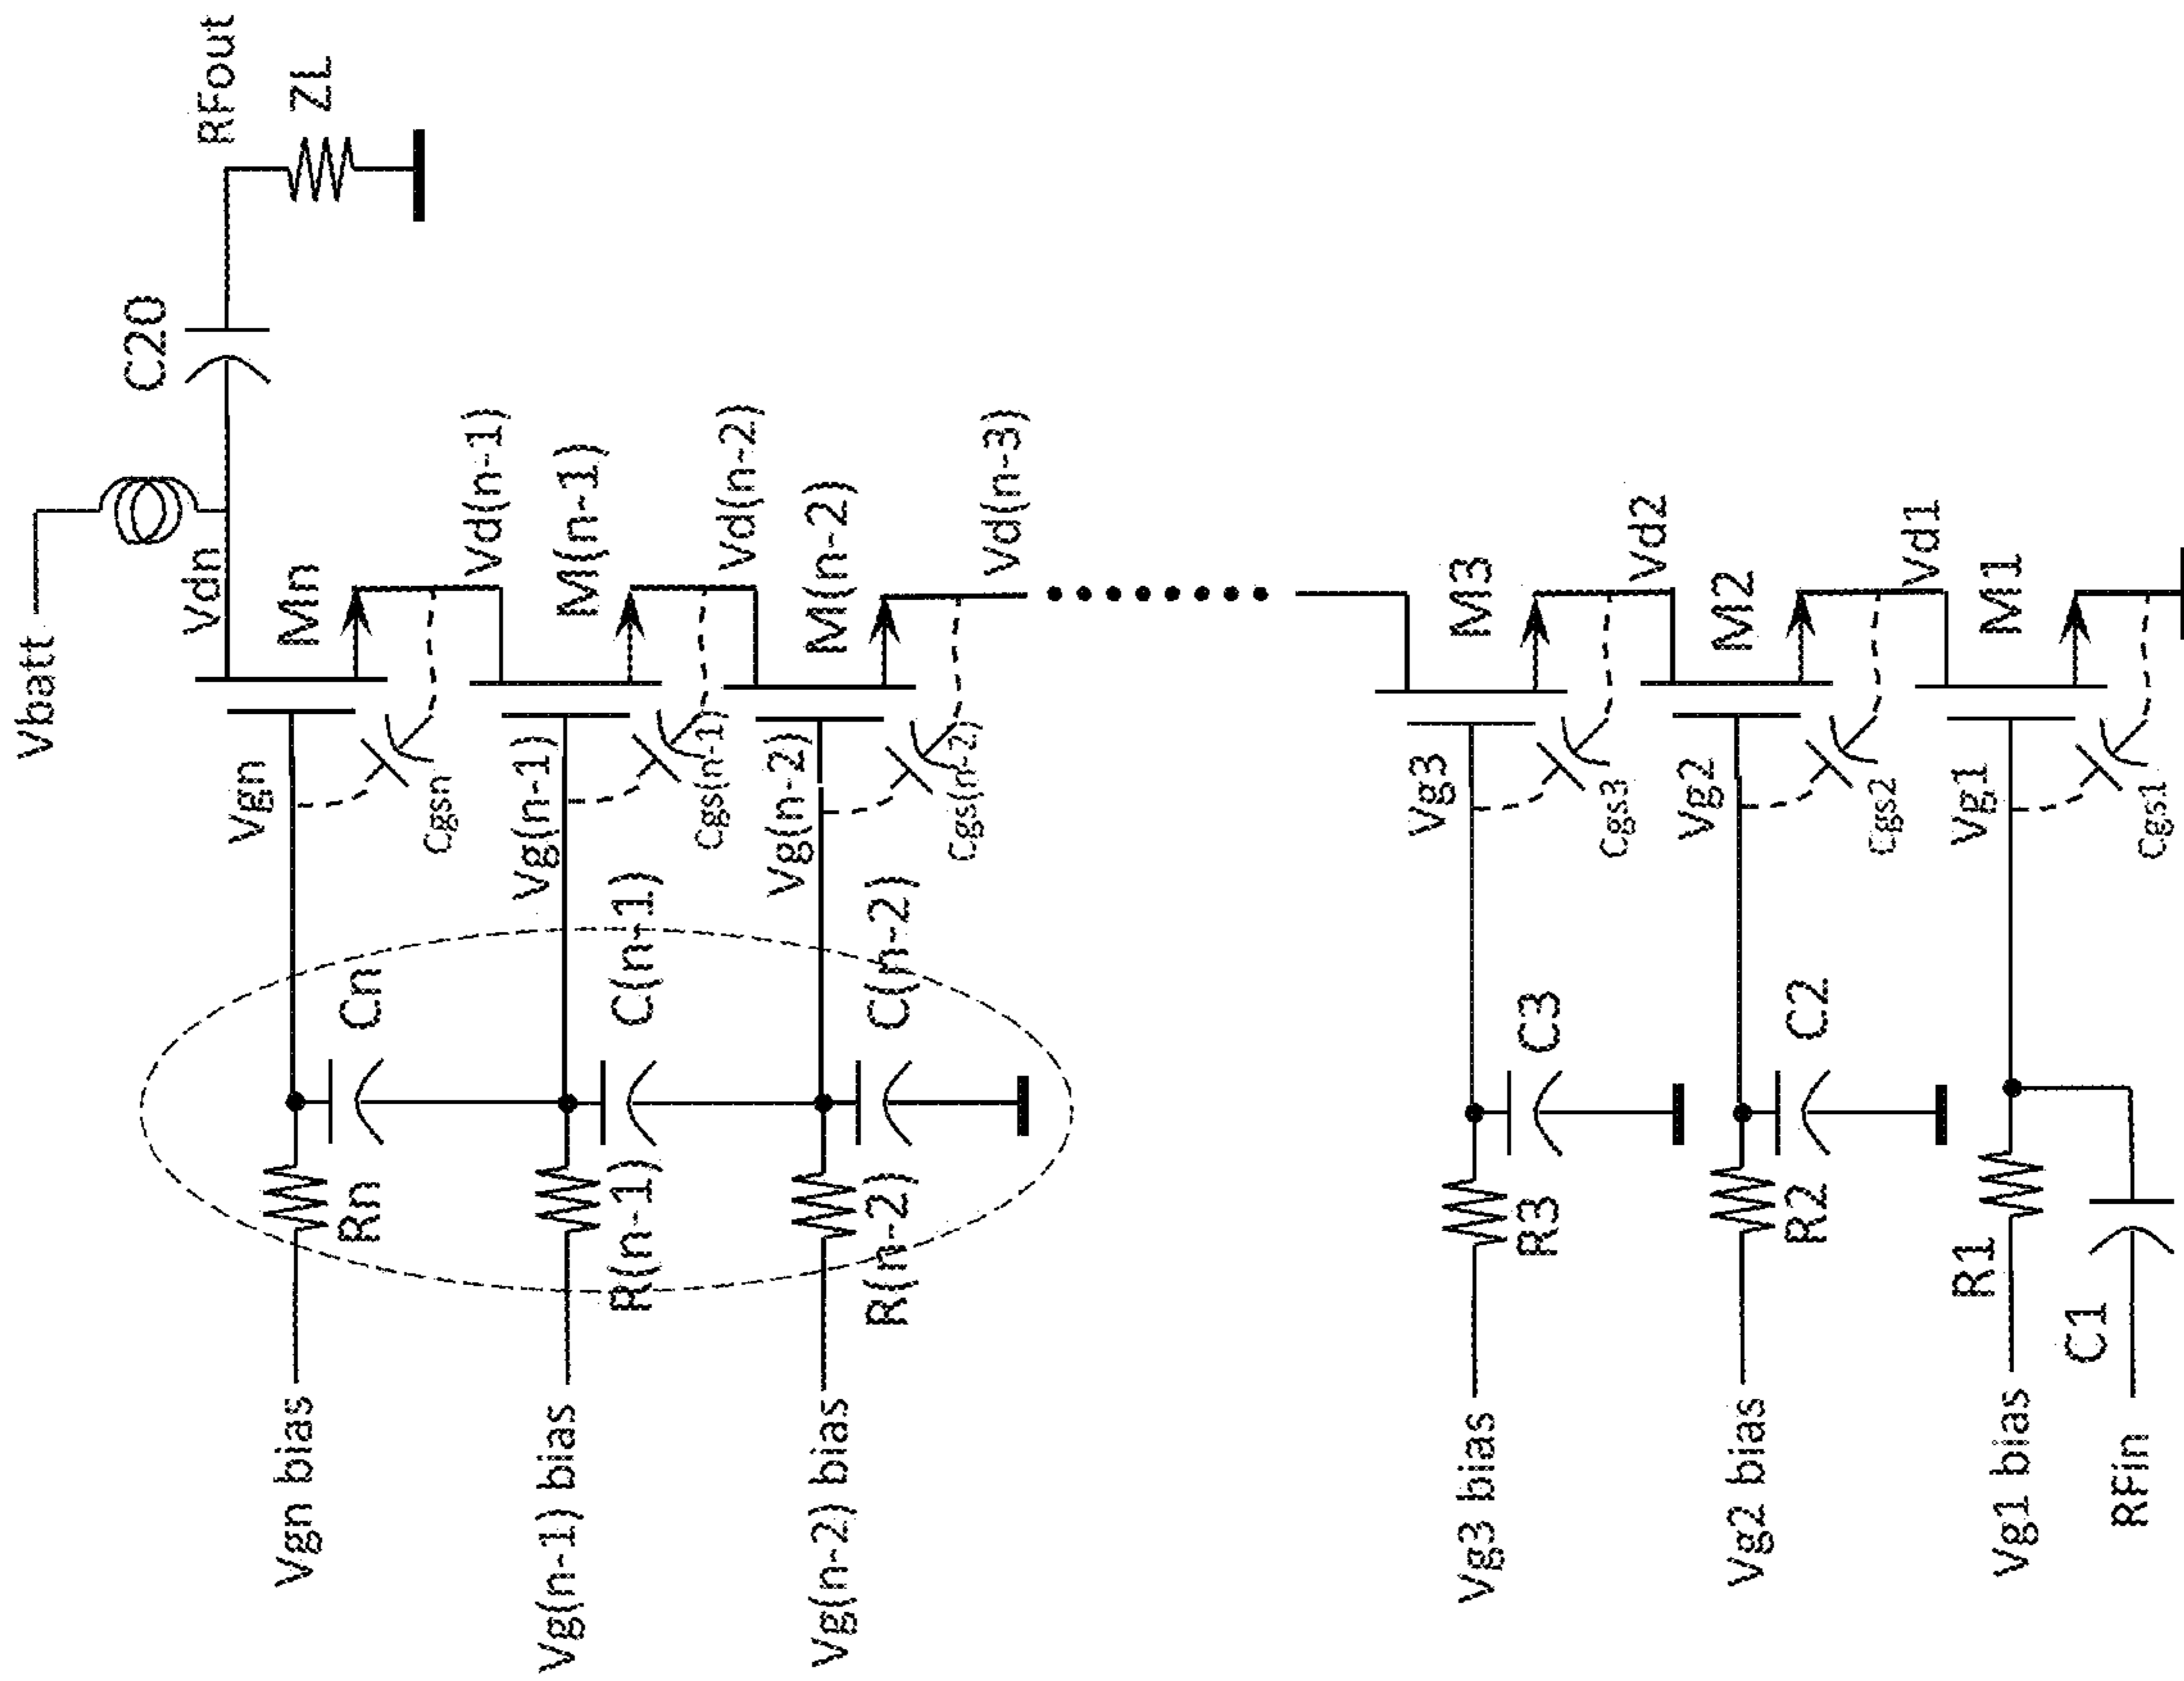 Vbatt
Vdn
C20
RFout
ZL
Mn
Vgn
Cgsn
Vd(n-1)
M(n-1)
Vg(n-1)
Cgs(n-1)
Vd(n-2)
M(n-2)
Vg(n-2)
Cgs(n-2)
Vd(n-3)
Vgn bias
Rn
Cn
Vg(n-1) bias
R(n-1)
C(n-1)
Vg(n-2) bias
R(n-2)
C(n-2)
Vg3 bias
R3
C3
Vg3
Cgs3
M3
Vd2
Vg2 bias
R2
C2
Vg2
Cgs2
M2
Vd1
Vg1 bias
R1
Vg1
Cgs1
M1
C1
RFin